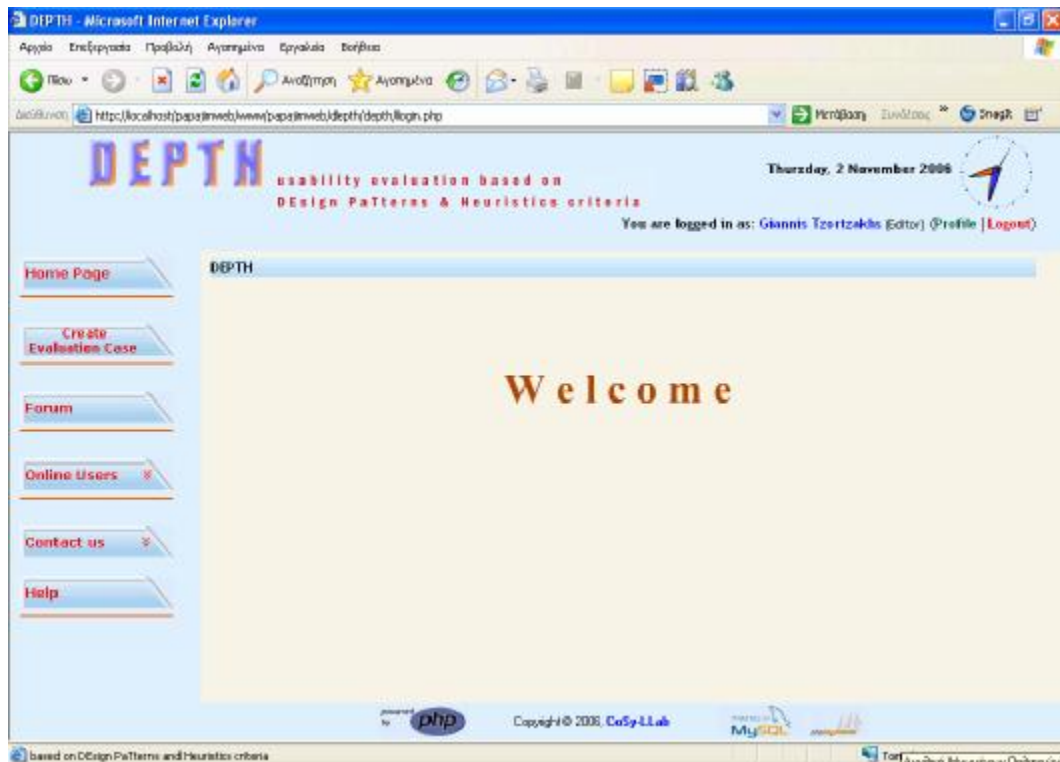 DEPTH - Microsoft Internet Explorer
Αρχείο Επεξεργασία Προβολή Αγαπημένα Εργαλεία Βοήθεια
Πίσω Αναζήτηση Αγαπημένα
Διεύθυνση http://localhost/papajimweb/www/papajimweb/depth/depth/login.php Μετάβαση Συνδέσεις » SnagIt
DEPTH
usability evaluation based on
DEsign PaTterns & Heuristics criteria
Thursday, 2 November 2006
You are logged in as: Giannis Tzortzakhs (Editor) (Profile | Logout)
Home Page
DEPTH
Create
Evaluation Case
Welcome
Forum
Online Users
Contact us
Help
powered by php
Copyright © 2006, CoSy-LLab
MySQL
based on DEsign PaTterns and Heuristics criteria